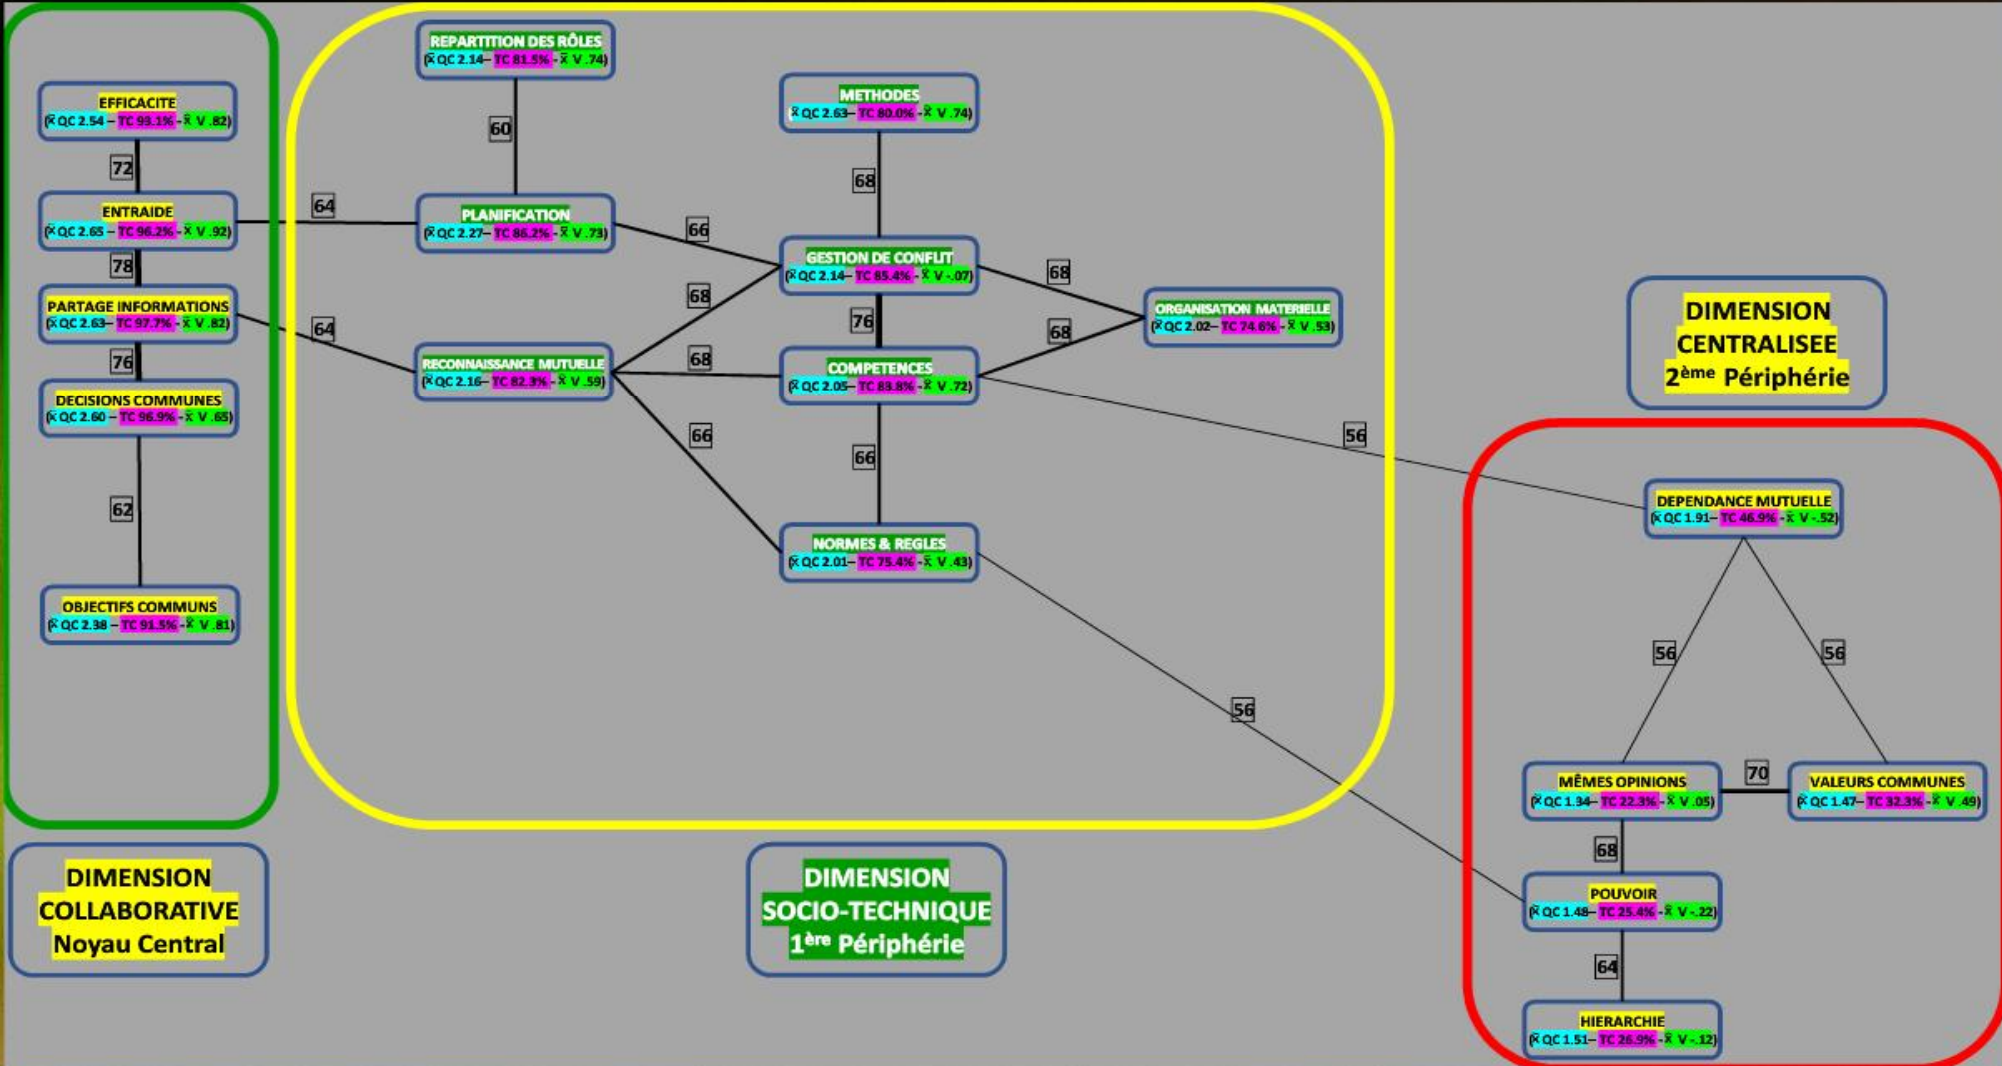 EFFICACITE
(x̄ QC 2.54 – TC 93.1% - x̄ V .82)
72
ENTRAIDE
(x̄ QC 2.65 – TC 96.2% - x̄ V .92)
78
PARTAGE INFORMATIONS
(x̄ QC 2.63– TC 97.7% - x̄ V .82)
76
DECISIONS COMMUNES
(x̄ QC 2.60 – TC 96.9% - x̄ V .65)
62
OBJECTIFS COMMUNS
(x̄ QC 2.38 – TC 91.5% - x̄ V .81)
DIMENSION
COLLABORATIVE
Noyau Central
64
64
REPARTITION DES RÔLES
(x̄ QC 2.14– TC 81.5% - x̄ V .74)
60
PLANIFICATION
(x̄ QC 2.27– TC 86.2% - x̄ V .73)
RECONNAISSANCE MUTUELLE
(x̄ QC 2.16– TC 82.3% - x̄ V .59)
66
68
68
66
METHODES
(x̄ QC 2.63– TC 80.0% - x̄ V .74)
68
GESTION DE CONFLIT
(x̄ QC 2.14– TC 85.4% - x̄ V -.07)
76
COMPETENCES
(x̄ QC 2.05– TC 83.8% - x̄ V .72)
66
NORMES & REGLES
(x̄ QC 2.01– TC 75.4% - x̄ V .43)
68
68
ORGANISATION MATERIELLE
(x̄ QC 2.02– TC 74.6% - x̄ V .53)
DIMENSION
SOCIO-TECHNIQUE
1ère Périphérie
56
56
DIMENSION
CENTRALISEE
2ème Périphérie
DEPENDANCE MUTUELLE
(x̄ QC 1.91– TC 46.9% - x̄ V -.52)
56
56
MÊMES OPINIONS
(x̄ QC 1.34– TC 22.3% - x̄ V .05)
70
VALEURS COMMUNES
(x̄ QC 1.47– TC 32.3% - x̄ V .49)
68
POUVOIR
(x̄ QC 1.48– TC 25.4% - x̄ V -.22)
64
HIERARCHIE
(x̄ QC 1.51– TC 26.9% - x̄ V -.12)